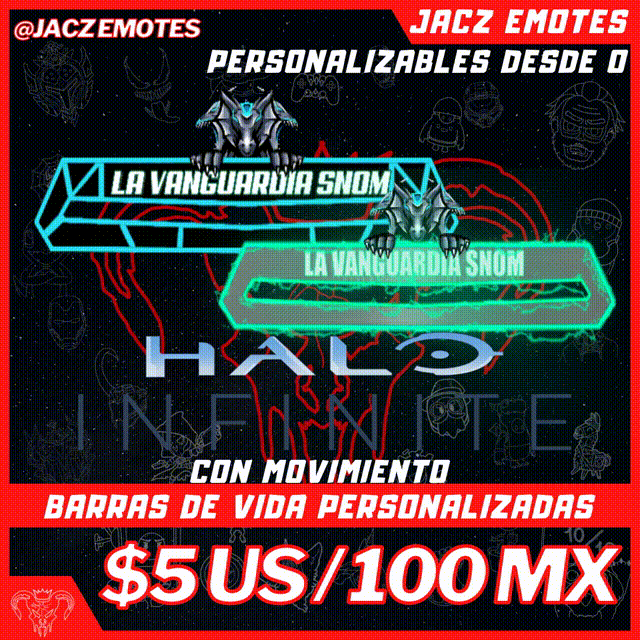 @JACZEMOTES
JACZ EMOTES
PERSONALIZABLES DESDE 0
LA VANGUARDIA SNOM
LA VANGUARDIA SNOM
HALO
INFINITE
CON MOVIMIENTO
BARRAS DE VIDA PERSONALIZADAS
$5 US / 100 MX